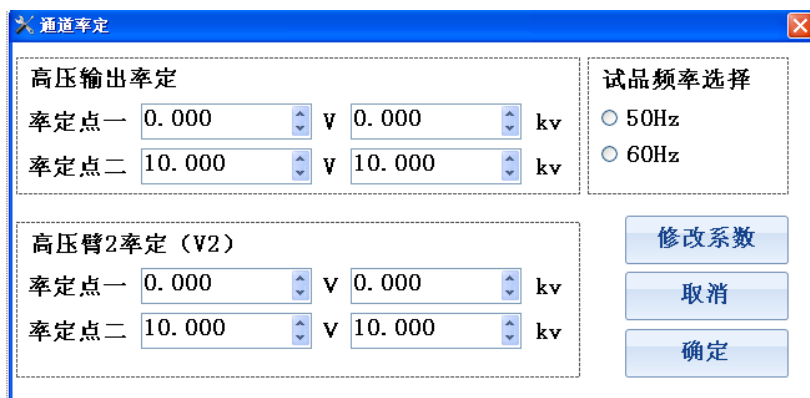 通道率定
高压输出率定
率定点一 0.000 V 0.000 kv
率定点二 10.000 V 10.000 kv
试品频率选择
50Hz
60Hz
高压臂2率定（V2）
率定点一 0.000 V 0.000 kv
率定点二 10.000 V 10.000 kv
修改系数
取消
确定